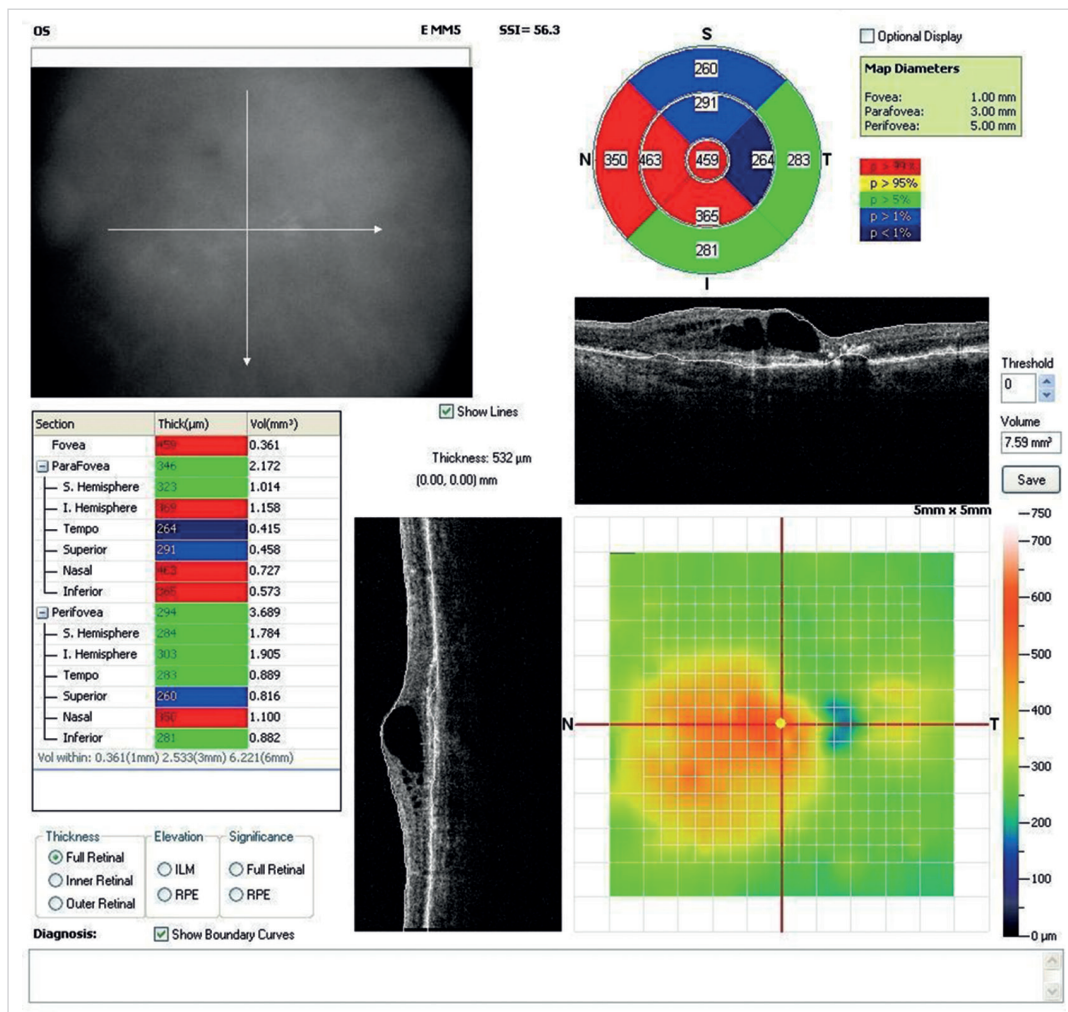 OS E MM5 SSI= 56.3
S
260
291
N 350 463 459 264 283 T
365
281
I
Optional Display
Map Diameters
Fovea: 1.00 mm
Parafovea: 3.00 mm
Perifovea: 5.00 mm
p > 99%
p > 95%
p > 5%
p > 1%
p < 1%
Threshold
0
Volume
7.59 mm³
Save
Show Lines
Thickness: 532 µm
(0.00, 0.00) mm
Section Thick(µm) Vol(mm³)
Fovea 459 0.361
ParaFovea 346 2.172
S. Hemisphere 323 1.014
I. Hemisphere 1.158
Tempo 264 0.415
Superior 291 0.458
Nasal 463 0.727
Inferior 365 0.573
Perifovea 294 3.689
S. Hemisphere 284 1.784
I. Hemisphere 303 1.905
Tempo 283 0.889
Superior 260 0.816
Nasal 350 1.100
Inferior 281 0.882
Vol within: 0.361(1mm) 2.533(3mm) 6.221(6mm)
5mm x 5mm
N T
750
700
600
500
400
300
200
100
0 µm
Thickness
Full Retinal
Inner Retinal
Outer Retinal
Elevation
ILM
RPE
Significance
Full Retinal
RPE
Diagnosis:
Show Boundary Curves